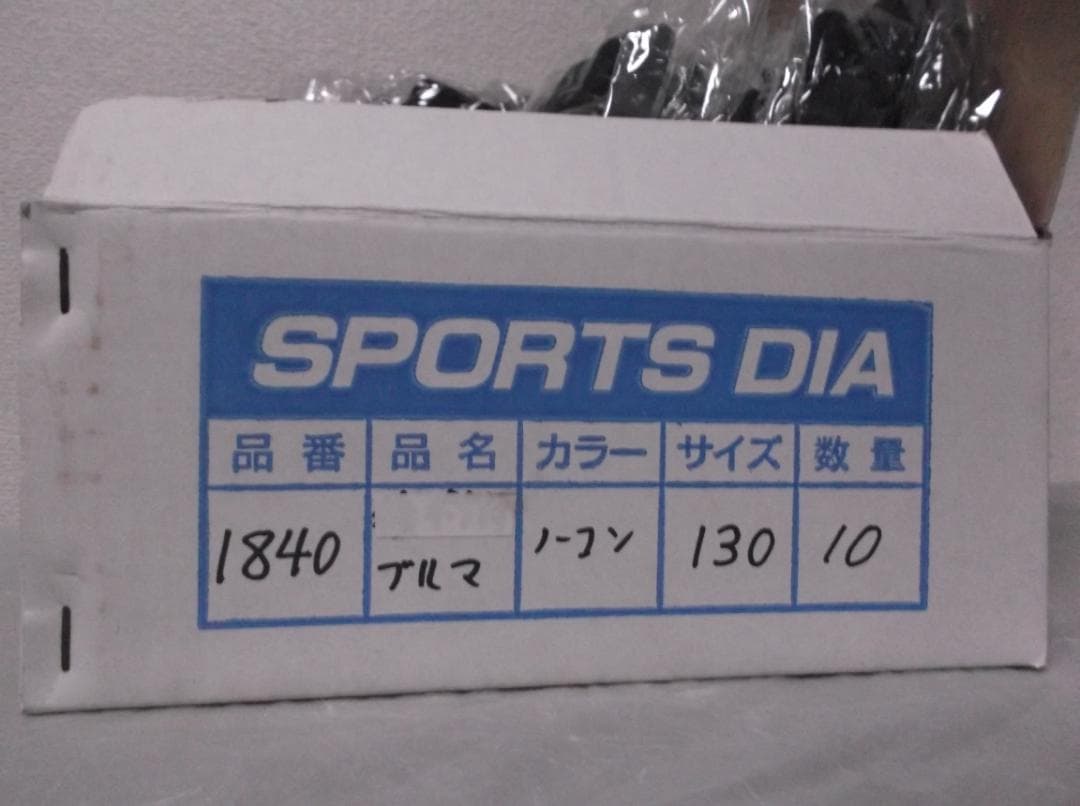 SPORTS DIA
品番 品名 カラー サイズ 数量
1840 ブルマ ノーコン 130 10